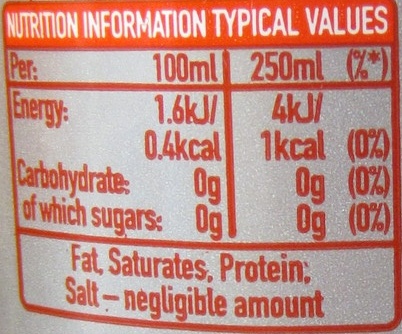 NUTRITION INFORMATION TYPICAL VALUES
Per: 100ml 250ml (%*)
Energy: 1.6kJ/ 4kJ/
0.4kcal 1kcal (0%)
Carbohydrate: 0g 0g (0%)
of which sugars: 0g 0g (0%)
Fat, Saturates, Protein;
Salt – negligible amount